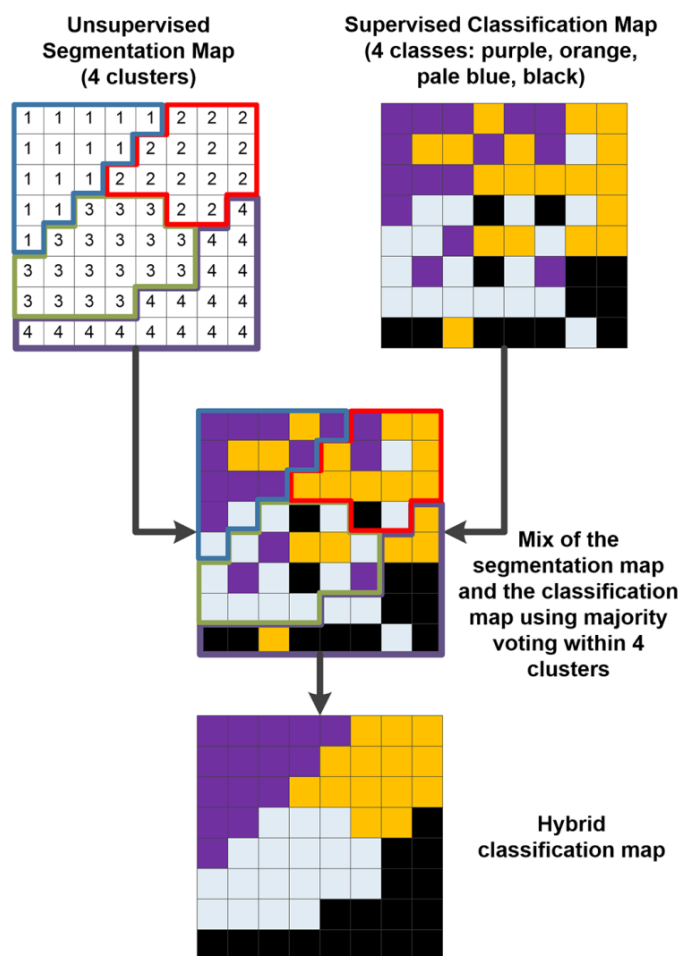 Unsupervised
Segmentation Map
(4 clusters)
Supervised Classification Map
(4 classes: purple, orange,
pale blue, black)
1 1 1 1 1 2 2 2
1 1 1 1 2 2 2 2
1 1 1 2 2 2 2 2
1 1 3 3 3 2 2 4
1 3 3 3 3 3 4 4
3 3 3 3 3 3 4 4
3 3 3 3 4 4 4 4
4 4 4 4 4 4 4 4
Mix of the
segmentation map
and the classification
map using majority
voting within 4
clusters
Hybrid
classification map